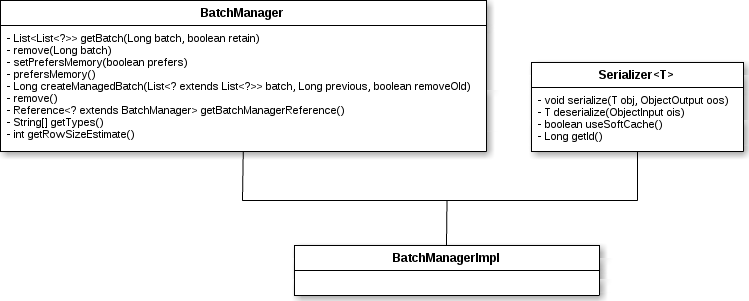 BatchManager
- List<List<?>> getBatch(Long batch, boolean retain)
- remove(Long batch)
- setPrefersMemory(boolean prefers)
- prefersMemory()
- Long createManagedBatch(List<? extends List<?>> batch, Long previous, boolean removeOld)
- remove()
- Reference<? extends BatchManager> getBatchManagerReference()
- String[] getTypes()
- int getRowSizeEstimate()
Serializer<T>
- void serialize(T obj, ObjectOutput oos)
- T deserialize(ObjectInput ois)
- boolean useSoftCache()
- Long getId()
BatchManagerImpl